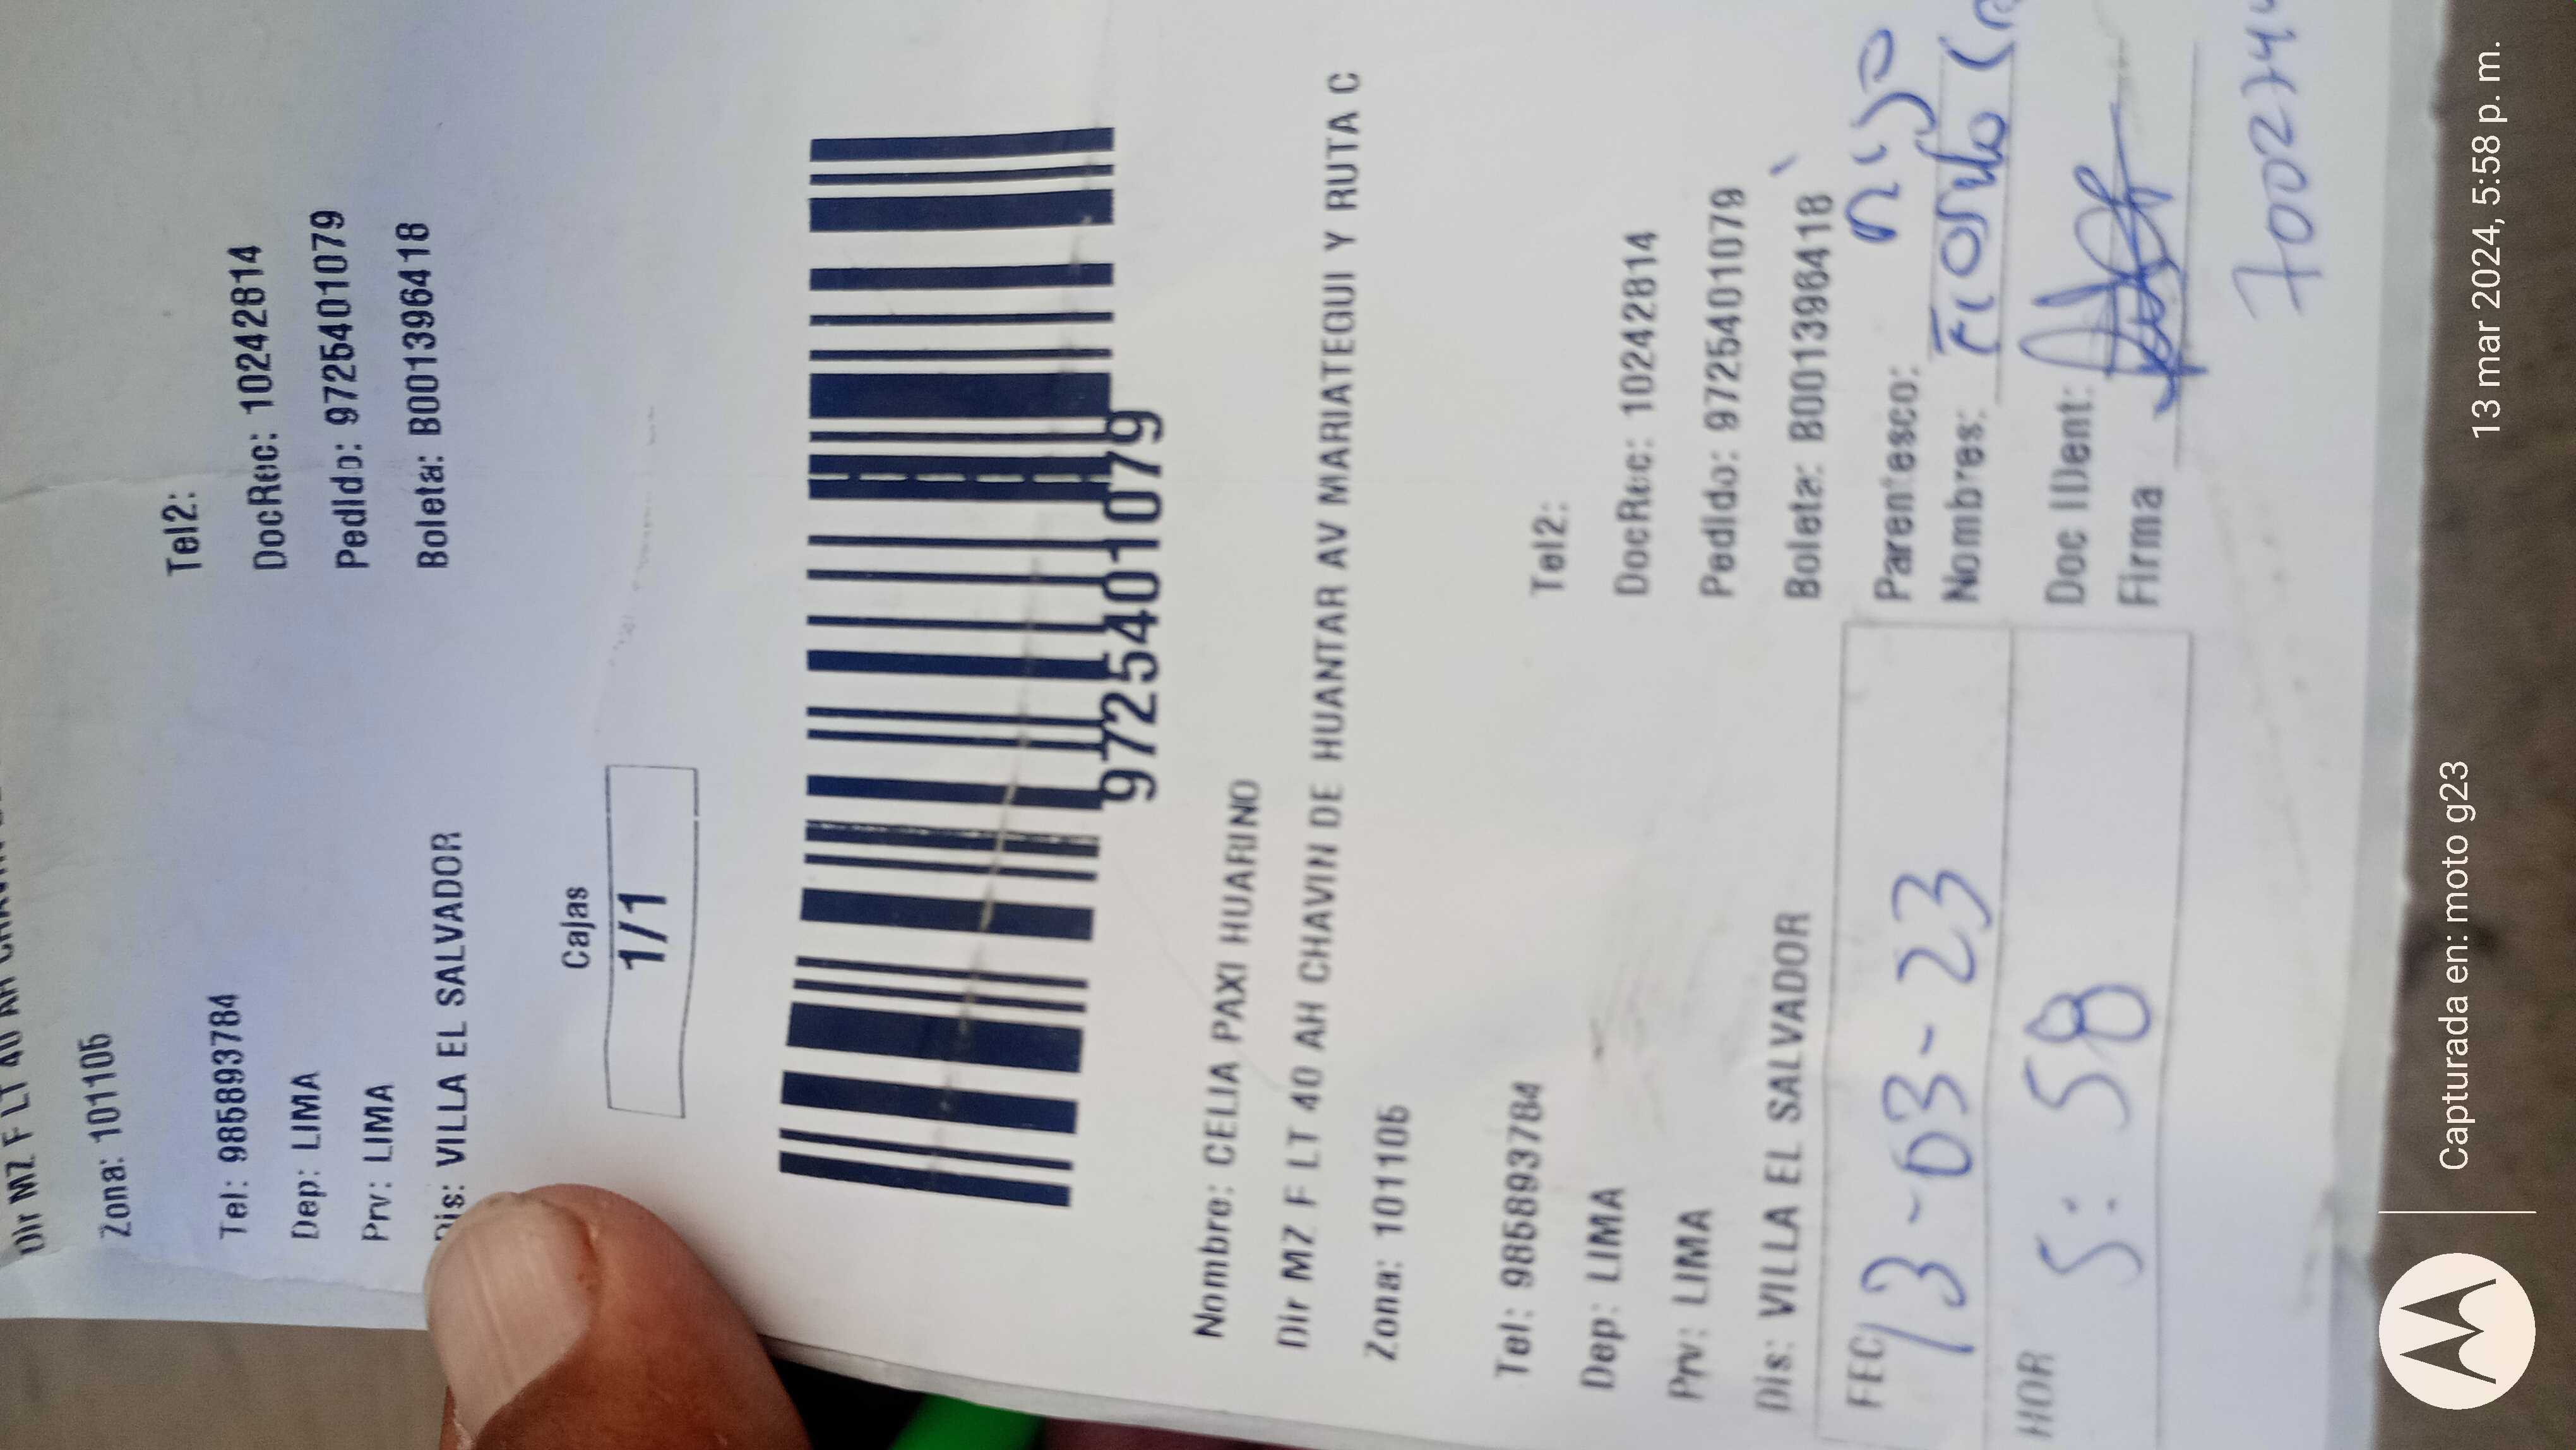 Dir MZ F LT 40 AH
Zona: 101105
Tel2:
Tel: 985893784
DocRec: 10242814
Dep: LIMA
Pedido: 9725401079
Prv: LIMA
Boleta: B001396418
Dis: VILLA EL SALVADOR
Cajas
1/1
9725401079
Nombre: CELIA PAXI HUARINO
Dir MZ F LT 40 AH CHAVIN DE HUANTAR AV MARIATEGUI Y RUTA C
Zona: 101105
Tel2:
Tel: 985893784
DocRec: 10242814
Dep: LIMA
Pedido: 9725401079
Prv: LIMA
Boleta: B001396418
Dis: VILLA EL SALVADOR
Parentesco: hijo
FEC 13-03-23
Nombres:
HOR 5:58
Doc IDent:
Firma
Capturada en: moto g23
13 mar 2024, 5:58 p. m.